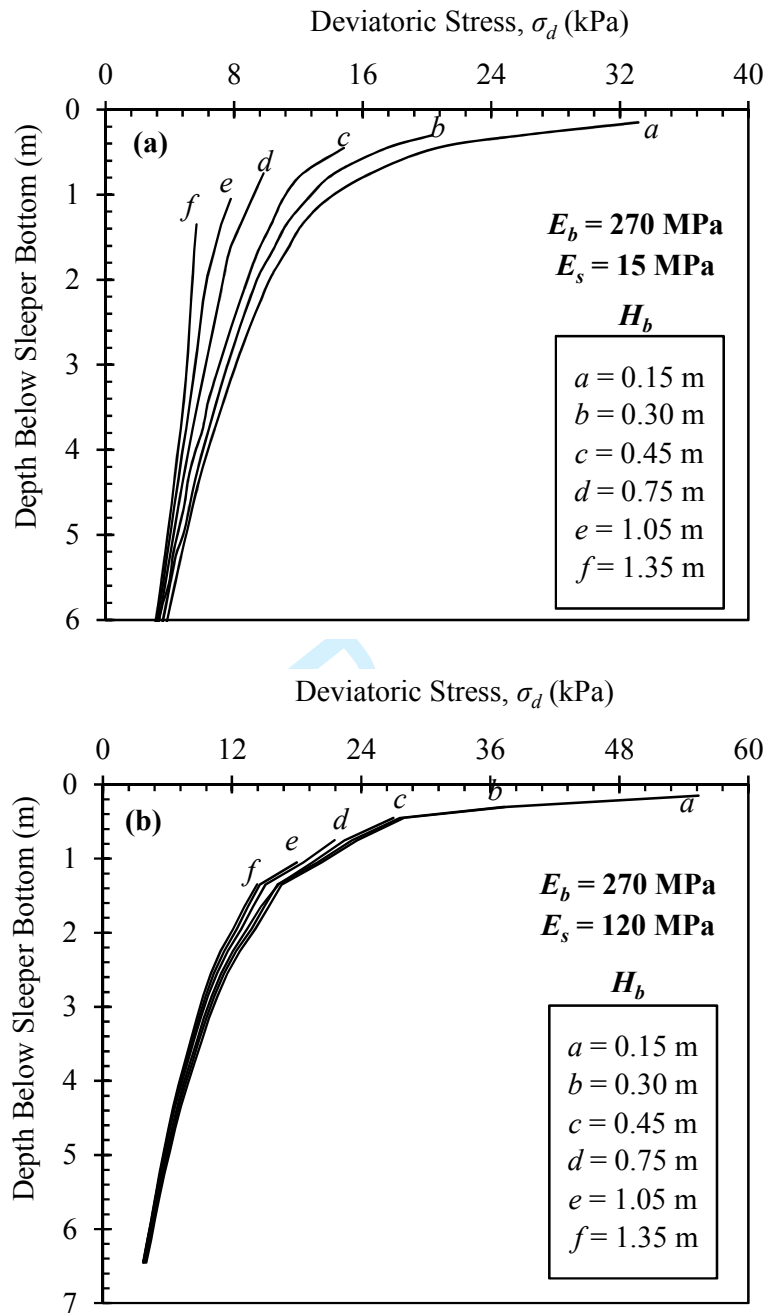 Deviatoric Stress, σd (kPa)
0 8 16 24 32 40
0
1
2
3
4
5
6
Depth Below Sleeper Bottom (m)
(a)
f e d c b a
Eb = 270 MPa
Es = 15 MPa
Hb
a = 0.15 m
b = 0.30 m
c = 0.45 m
d = 0.75 m
e = 1.05 m
f = 1.35 m
Deviatoric Stress, σd (kPa)
0 12 24 36 48 60
0
1
2
3
4
5
6
7
Depth Below Sleeper Bottom (m)
(b)
f e d c b a
Eb = 270 MPa
Es = 120 MPa
Hb
a = 0.15 m
b = 0.30 m
c = 0.45 m
d = 0.75 m
e = 1.05 m
f = 1.35 m